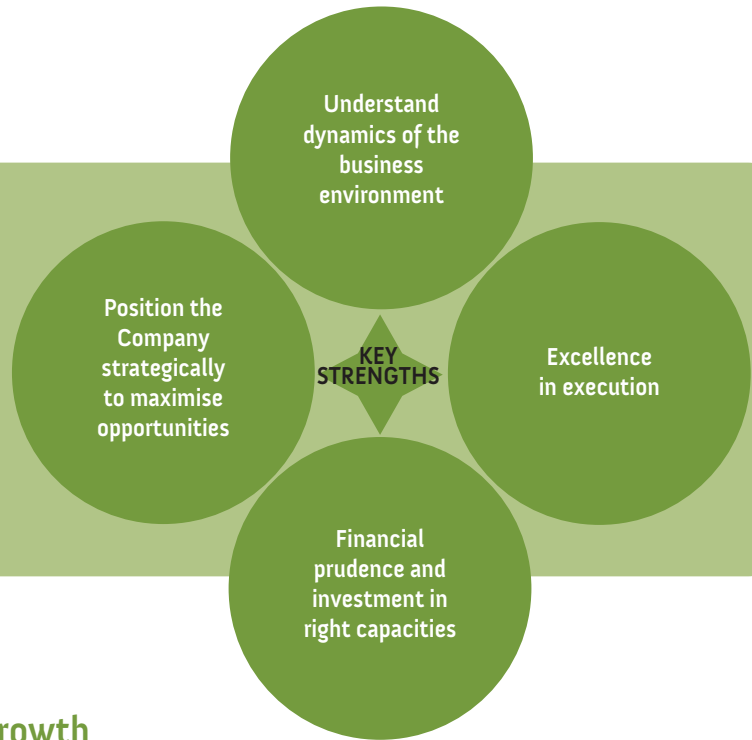 Understand
dynamics of the
business
environment
Position the
Company
strategically
to maximise
opportunities
KEY
STRENGTHS
Excellence
in execution
Financial
prudence and
investment in
right capacities
rowth